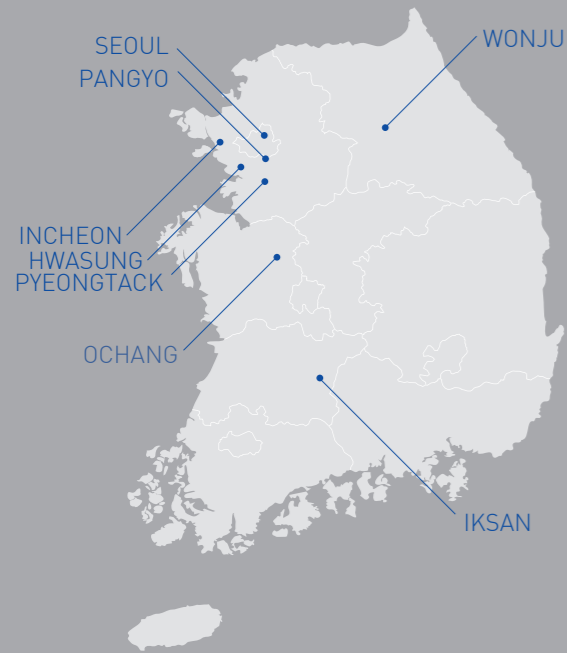 SEOUL
WONJU
PANGYO
INCHEON
HWASUNG
PYEONGTACK
OCHANG
IKSAN